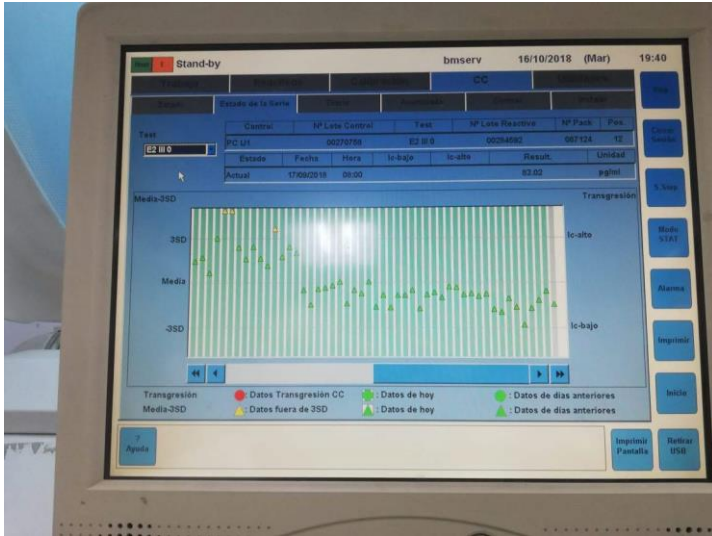 Stand-by bmserv 16/10/2018 (Mar) 19:40
CC
Estado de la Serie
Test
E2 III 0
Control Nº Lote Control Test Nº Lote Reactivo Nº Pack Pos.
PC U1 00270759 E2 III 0 12
Estado Fecha Hora lc-bajo lc-alto Result. Unidad
Actual 17/09/2018 08:00 82.02 pg/ml
Media-3SD Transgresión
3SD lc-alto
Media
-3SD lc-bajo
Transgresión : Datos Transgresión CC : Datos de hoy : Datos de días anteriores
Media-3SD : Datos fuera de 3SD : Datos de hoy : Datos de días anteriores
S.Sino
Modo STAT
Alarma
Imprimir
Inicio
?
Ayuda
Imprimir Pantalla
Retirar USB